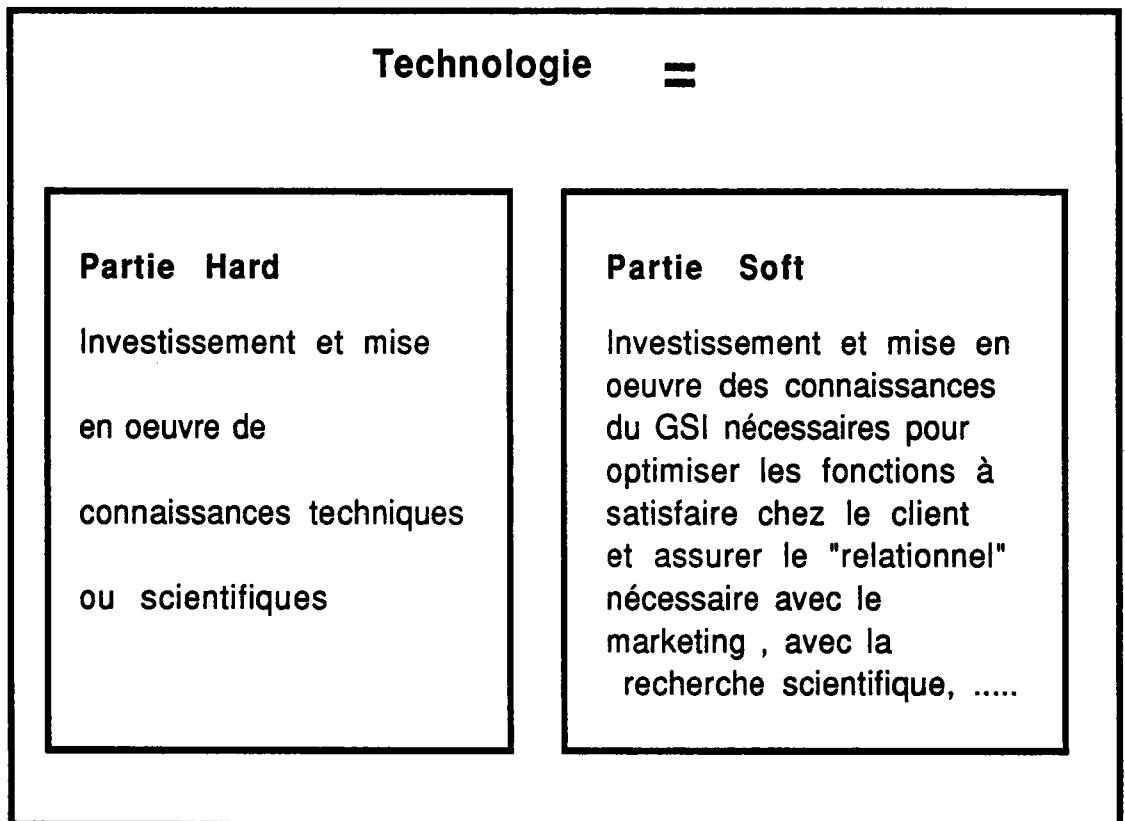 Technologie =
Partie Hard
Investissement et mise
en oeuvre de
connaissances techniques
ou scientifiques
Partie Soft
Investissement et mise en
oeuvre des connaissances
du GSI nécessaires pour
optimiser les fonctions à
satisfaire chez le client
et assurer le "relationnel"
nécessaire avec le
marketing , avec la
recherche scientifique, .....